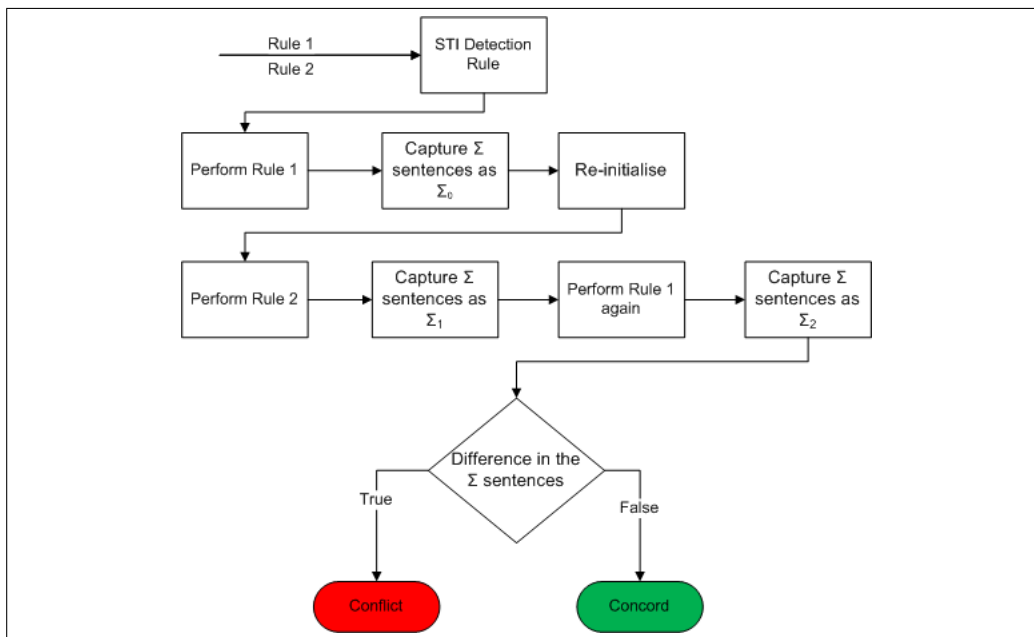 Rule 1
Rule 2
STI Detection
Rule
Perform Rule 1
Capture Σ
sentences as
Σ₀
Re-initialise
Perform Rule 2
Capture Σ
sentences as
Σ₁
Perform Rule 1
again
Capture Σ
sentences as
Σ₂
Difference in the
Σ sentences
True
False
Conflict
Concord